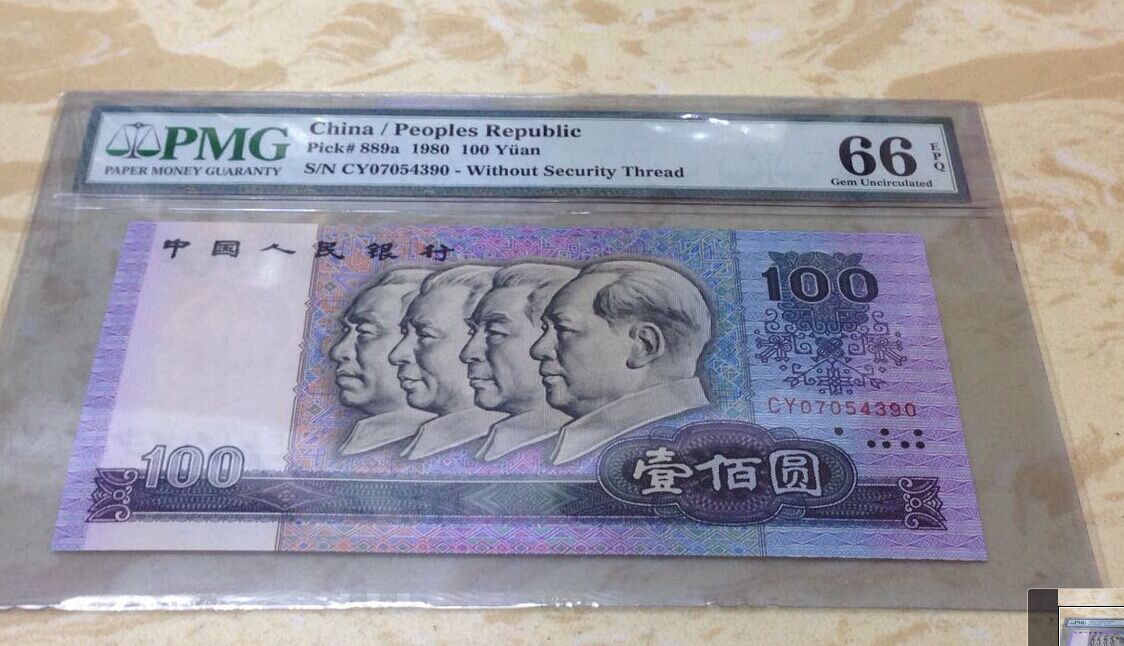 PMG
PAPER MONEY GUARANTY
China / Peoples Republic
Pick# 889a 1980 100 Yüan
S/N CY07054390 - Without Security Thread
66
EPQ
Gem Uncirculated
中国人民银行
100
CY07054390
100
壹佰圆